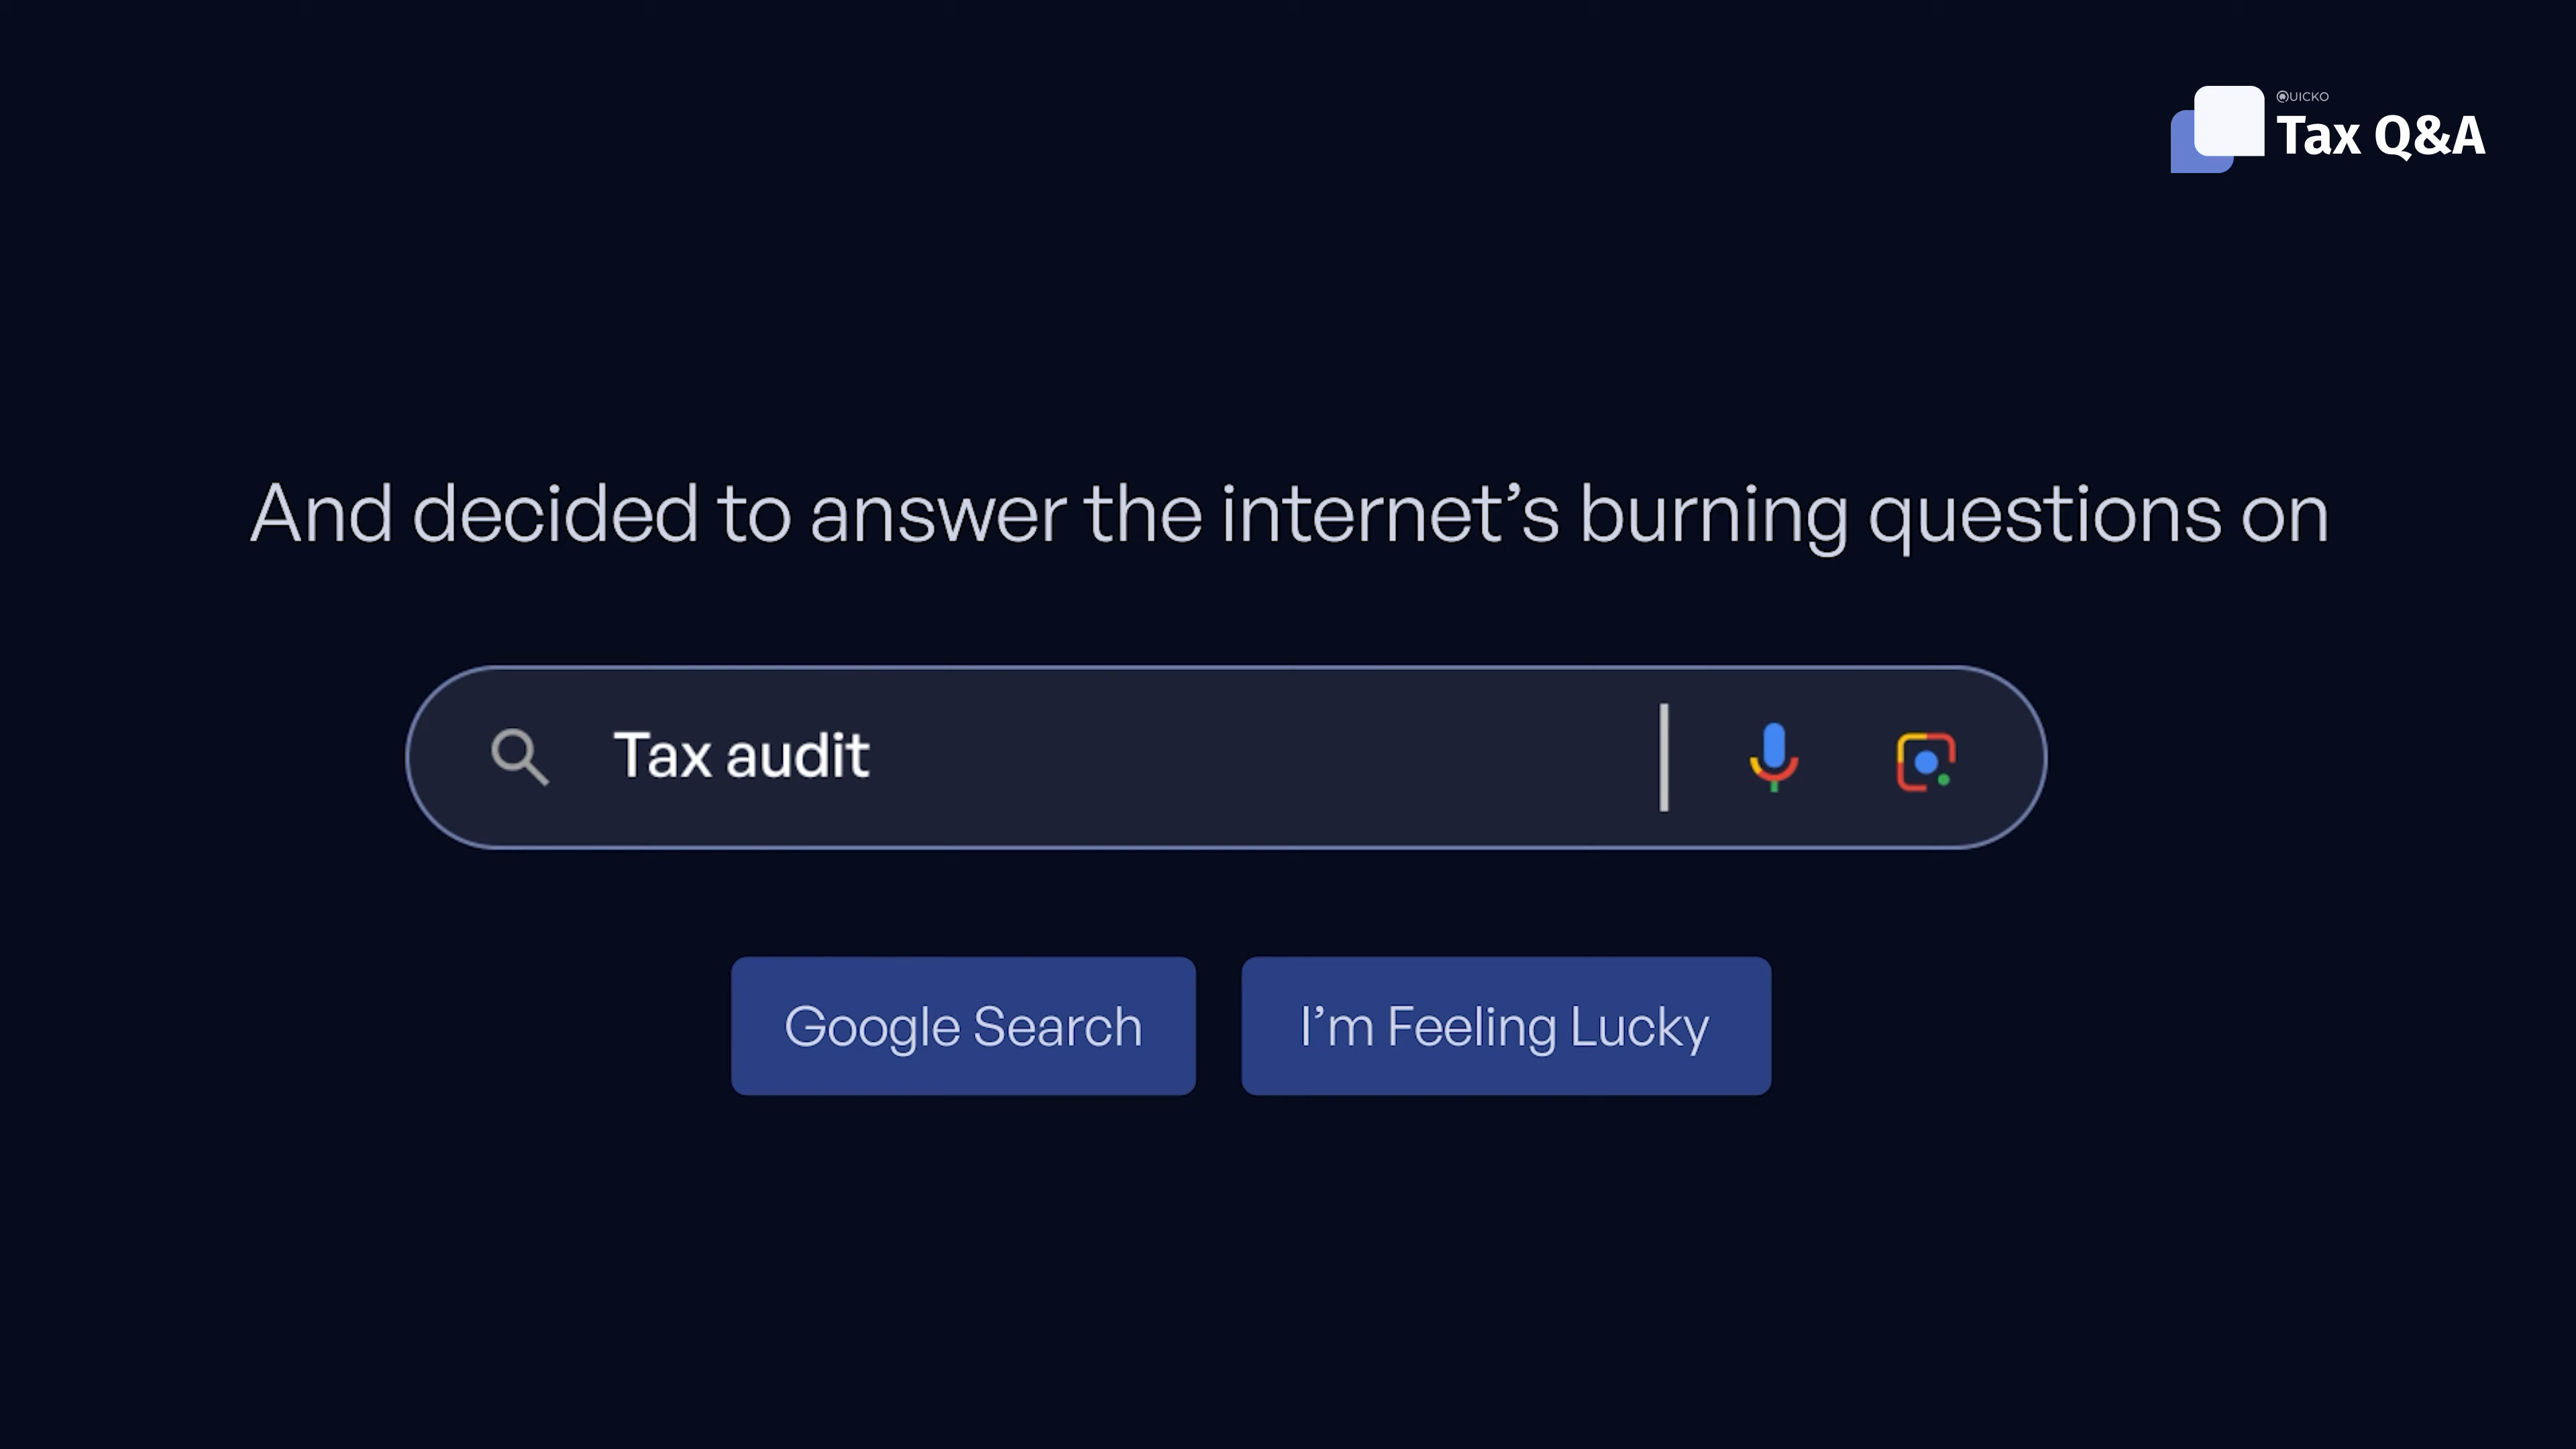 QUICKO
Tax Q&A
And decided to answer the internet’s burning questions on
Tax audit
Google Search
I’m Feeling Lucky